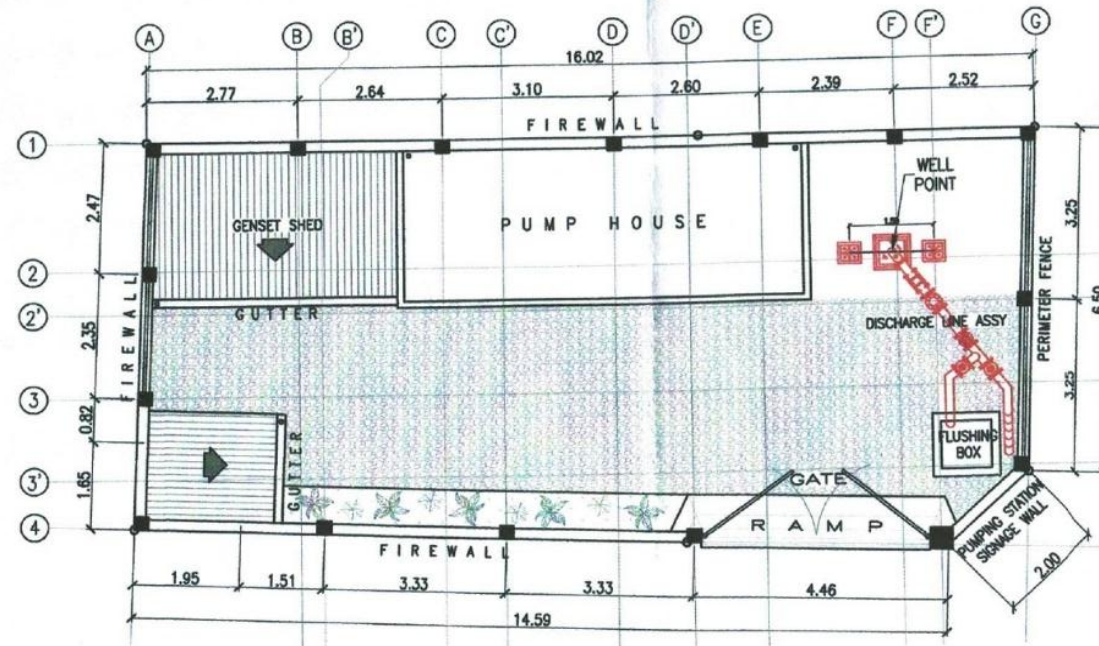 A B B' C C' D D' E F F' G
16.02
2.77 2.64 3.10 2.60 2.39 2.52
FIREWALL
1
2
2'
3
3'
4
2.47
2.35
0.82
1.65
FIREWALL
GENSET SHED
PUMP HOUSE
WELL
POINT
GUTTER
DISCHARGE LINE ASSY
3.25
3.25
6.50
PERIMETER FENCE
GUTTER
FLUSHING
BOX
GATE
RAMP
FIREWALL
PUMPING STATION
SIGNAGE WALL
2.00
1.95 1.51 3.33 3.33 4.46
14.59